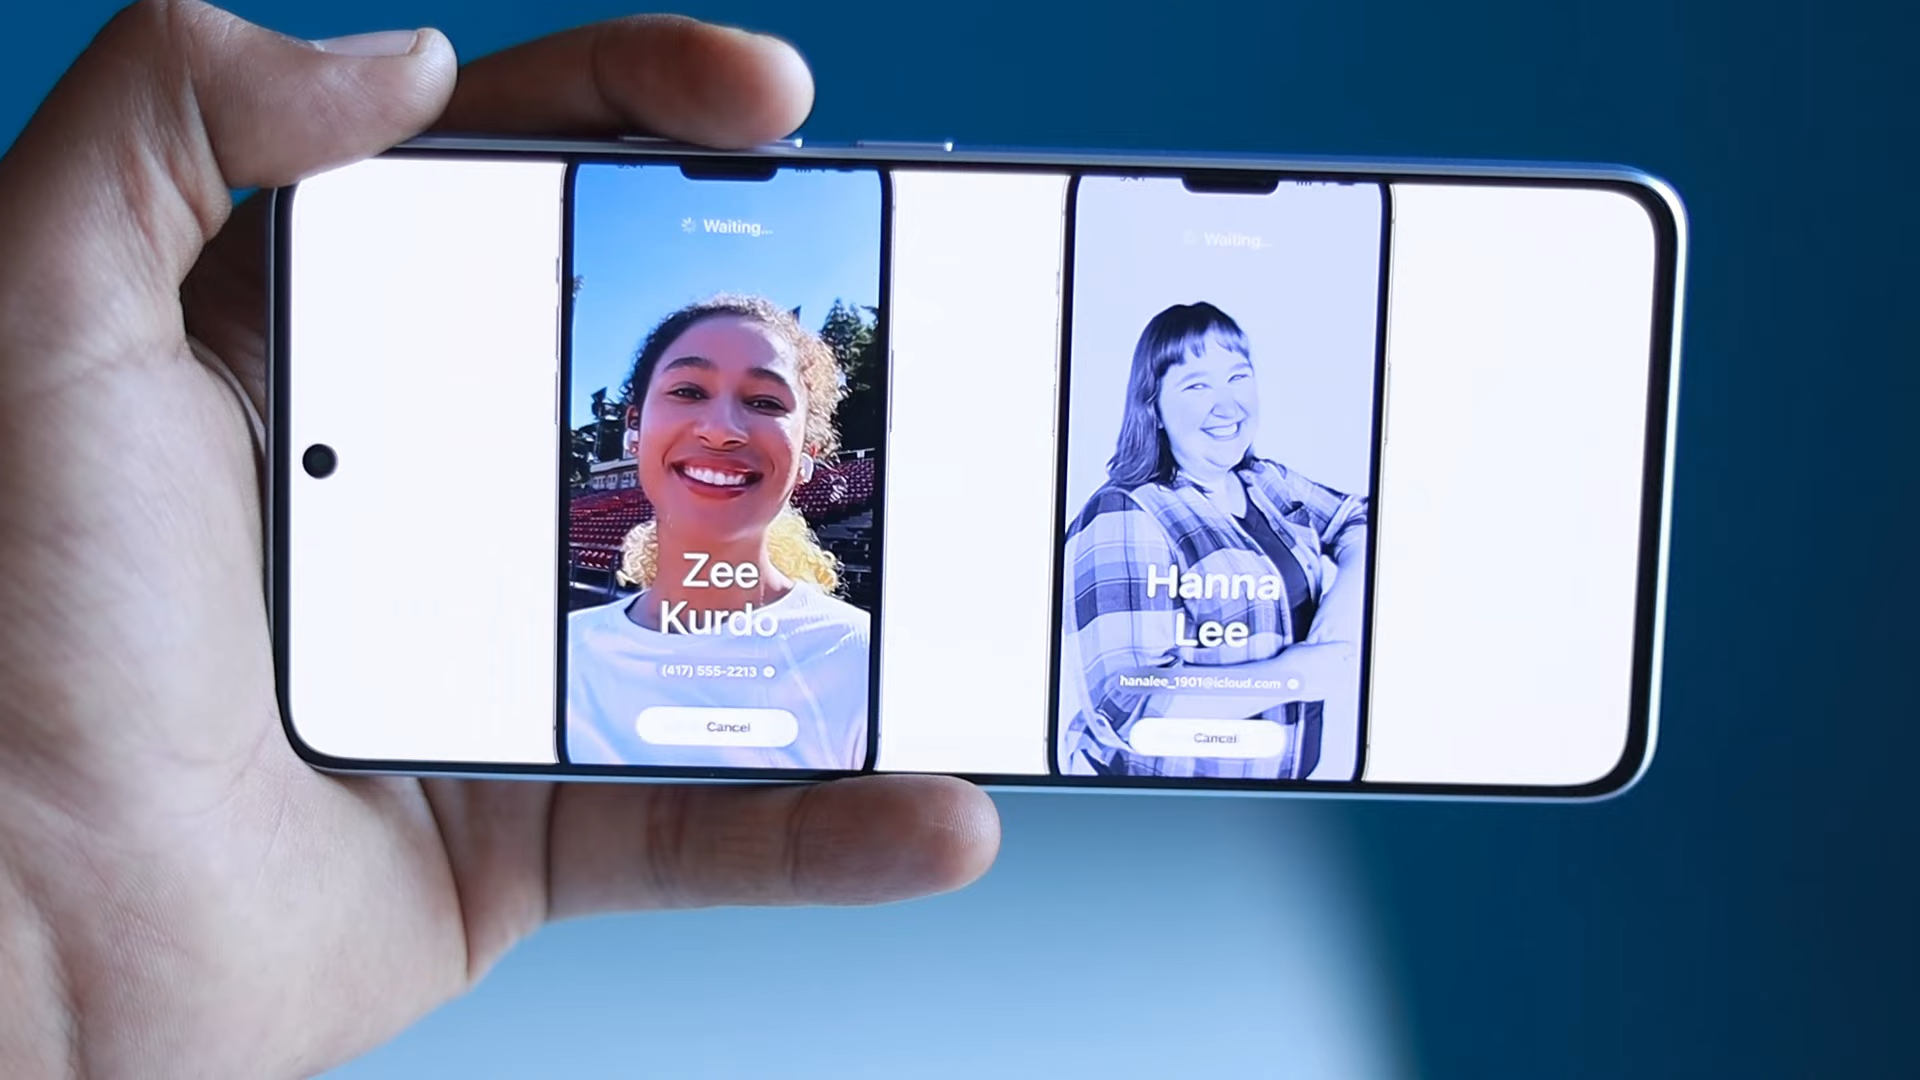 Waiting...
Zee
Kurdo
(417) 555-2213
Cancel
Waiting...
Hanna
Lee
hanalee_1901@icloud.com
Cancel